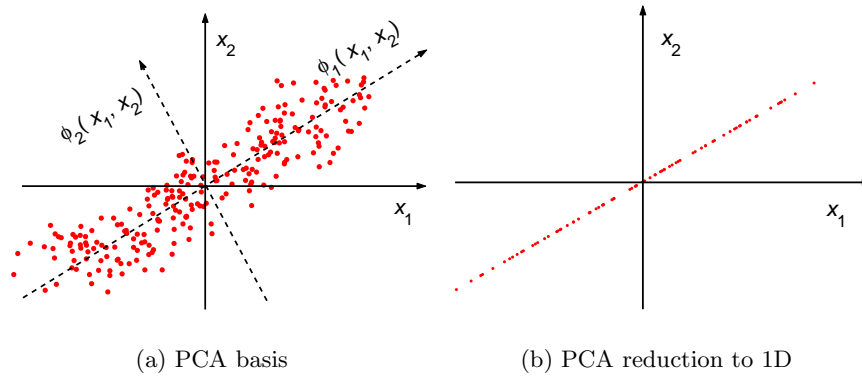 x₂
ϕ₁( x₁, x₂)
ϕ₂( x₁, x₂)
x₁
(a) PCA basis
x₂
x₁
(b) PCA reduction to 1D